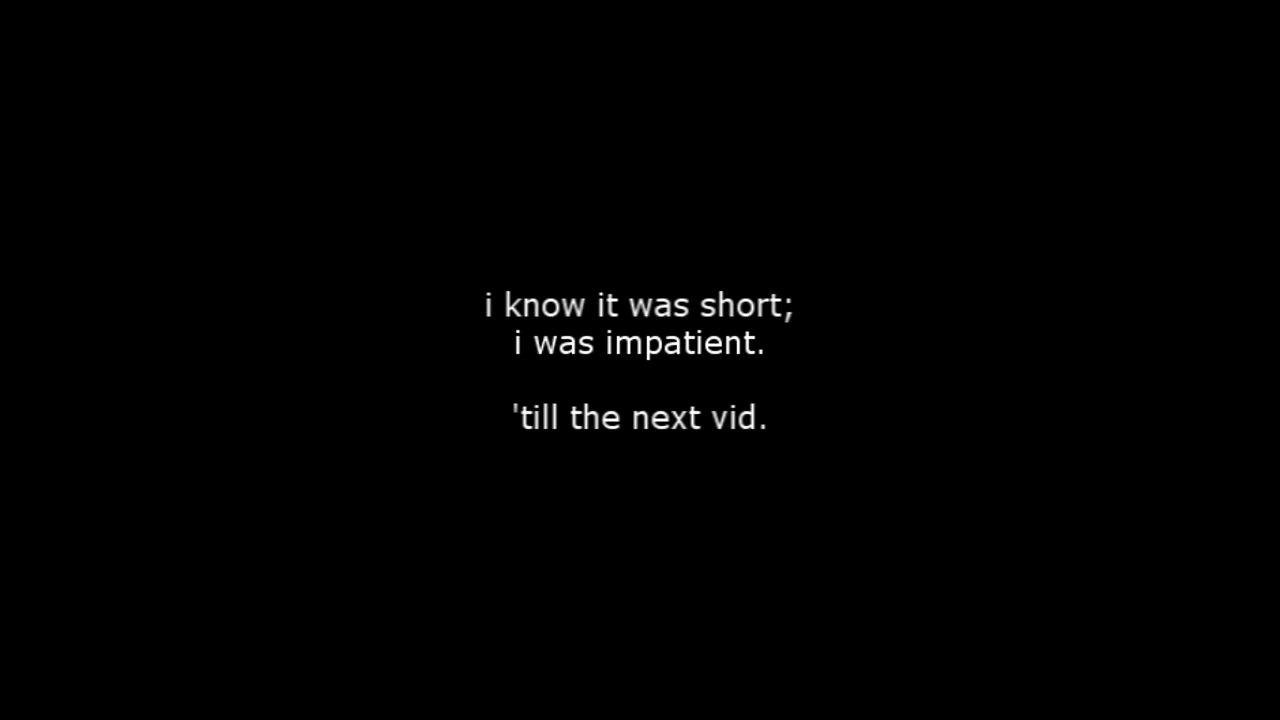 i know it was short;
i was impatient.
'till the next vid.